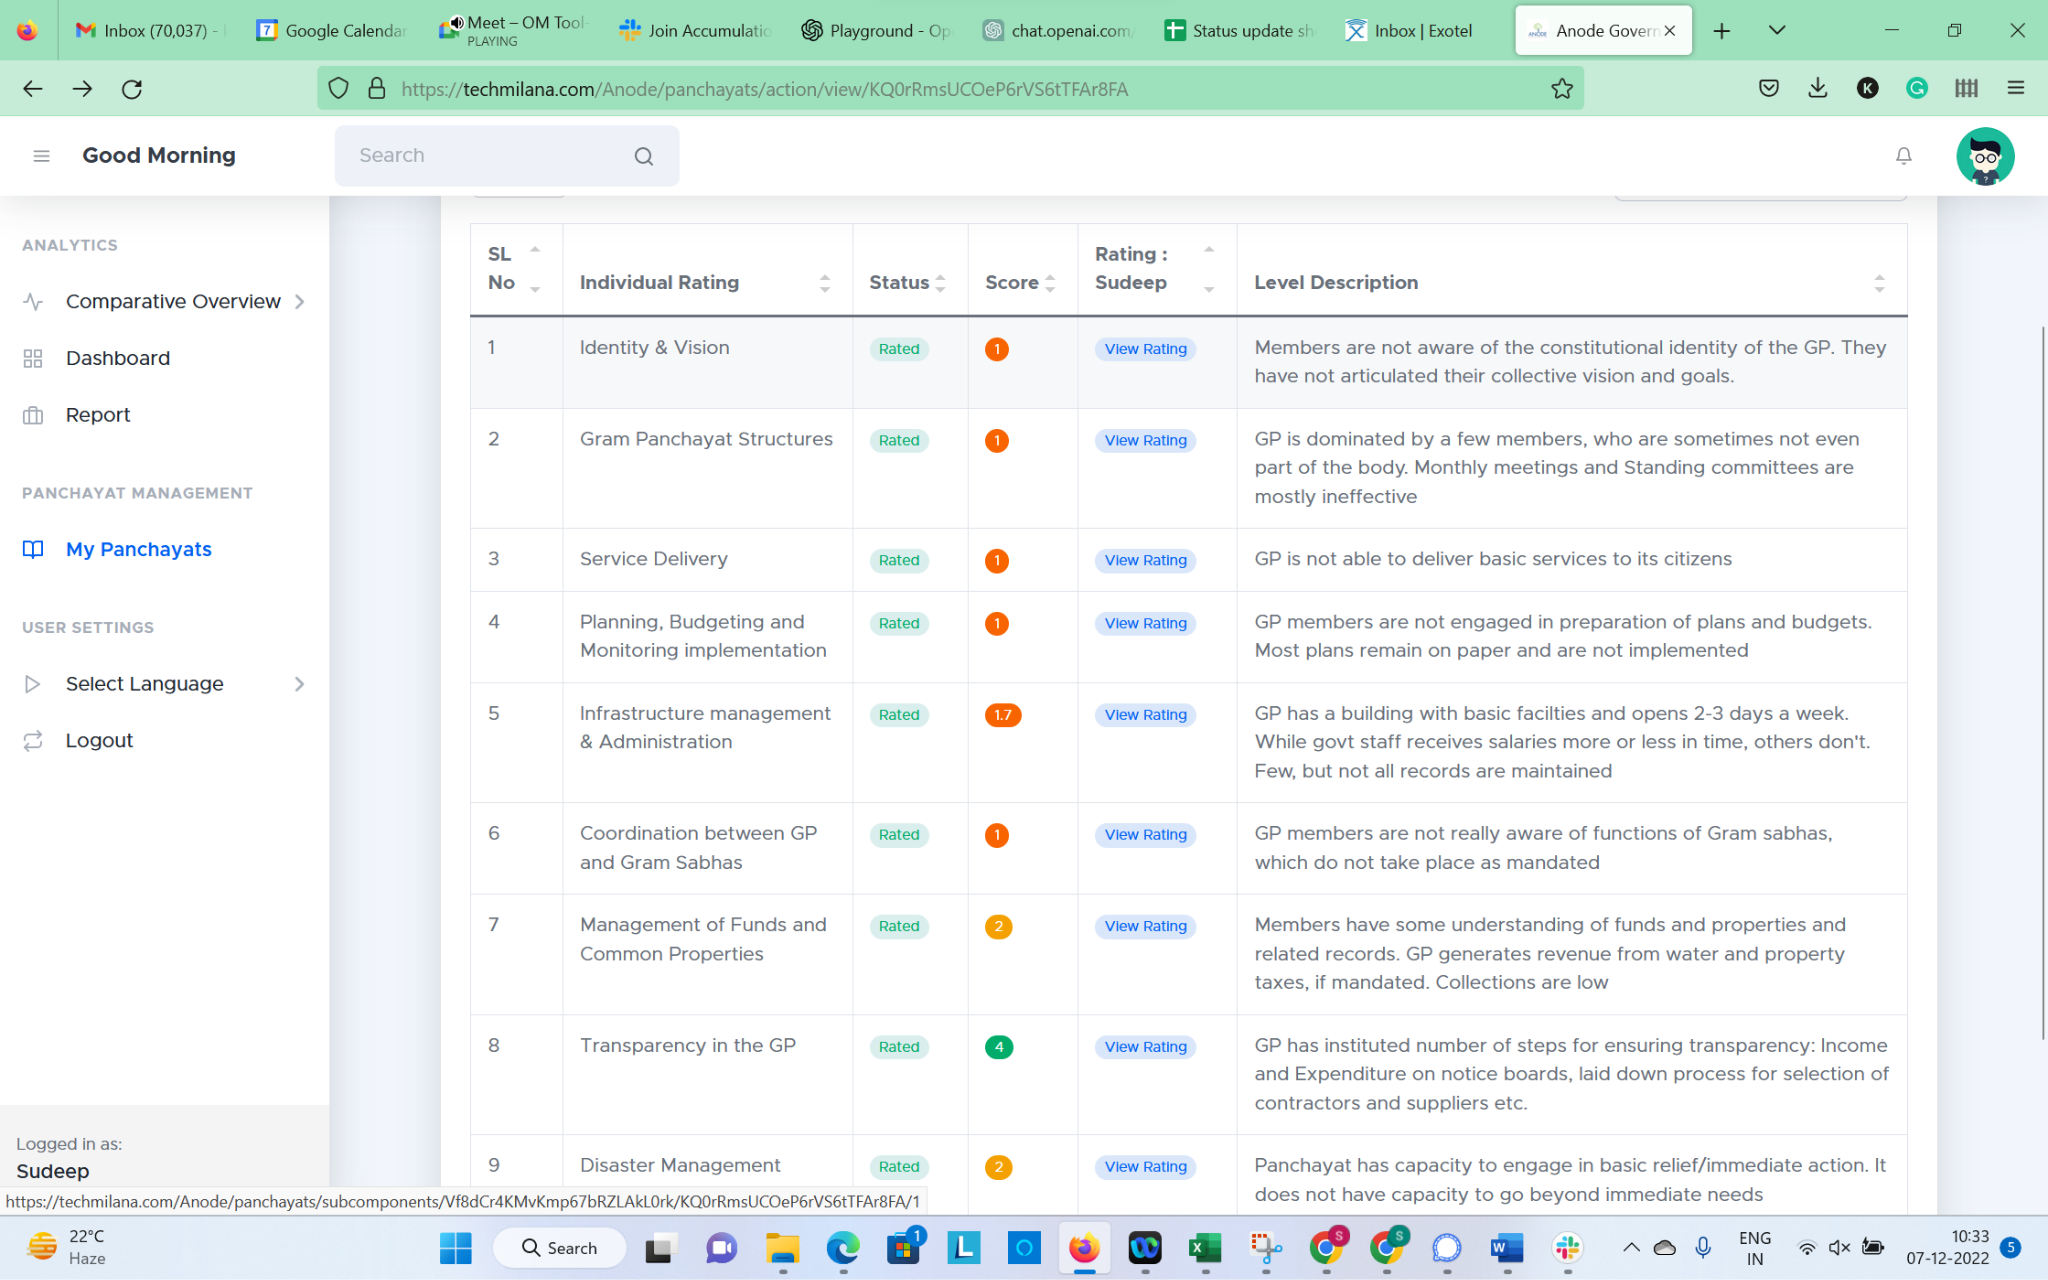 Inbox (70,037) -
Google Calendar
Meet – OM Tool
PLAYING
Join Accumulatio
Playground - Op
chat.openai.com/
Status update sh
Inbox | Exotel
Anode Govern
https://techmilana.com/Anode/panchayats/action/view/KQ0rRmsUCOeP6rVS6tTFAr8FA
K
Good Morning
Search
ANALYTICS
Comparative Overview
Dashboard
Report
PANCHAYAT MANAGEMENT
My Panchayats
USER SETTINGS
Select Language
Logout
Logged in as:
Sudeep
SL No
Individual Rating
Status
Score
Rating : Sudeep
Level Description
1
Identity & Vision
Rated
1
View Rating
Members are not aware of the constitutional identity of the GP. They
have not articulated their collective vision and goals.
2
Gram Panchayat Structures
Rated
1
View Rating
GP is dominated by a few members, who are sometimes not even
part of the body. Monthly meetings and Standing committees are
mostly ineffective
3
Service Delivery
Rated
1
View Rating
GP is not able to deliver basic services to its citizens
4
Planning, Budgeting and
Monitoring implementation
Rated
1
View Rating
GP members are not engaged in preparation of plans and budgets.
Most plans remain on paper and are not implemented
5
Infrastructure management
& Administration
Rated
1.7
View Rating
GP has a building with basic facilties and opens 2-3 days a week.
While govt staff receives salaries more or less in time, others don't.
Few, but not all records are maintained
6
Coordination between GP
and Gram Sabhas
Rated
1
View Rating
GP members are not really aware of functions of Gram sabhas,
which do not take place as mandated
7
Management of Funds and
Common Properties
Rated
2
View Rating
Members have some understanding of funds and properties and
related records. GP generates revenue from water and property
taxes, if mandated. Collections are low
8
Transparency in the GP
Rated
4
View Rating
GP has instituted number of steps for ensuring transparency: Income
and Expenditure on notice boards, laid down process for selection of
contractors and suppliers etc.
9
Disaster Management
Rated
2
View Rating
Panchayat has capacity to engage in basic relief/immediate action. It
does not have capacity to go beyond immediate needs
https://techmilana.com/Anode/panchayats/subcomponents/Vf8dCr4KMvKmp67bRZLAkL0rk/KQ0rRmsUCOeP6rVS6tTFAr8FA/1
22°C
Haze
Search
1
S
S
ENG
IN
10:33
07-12-2022
5